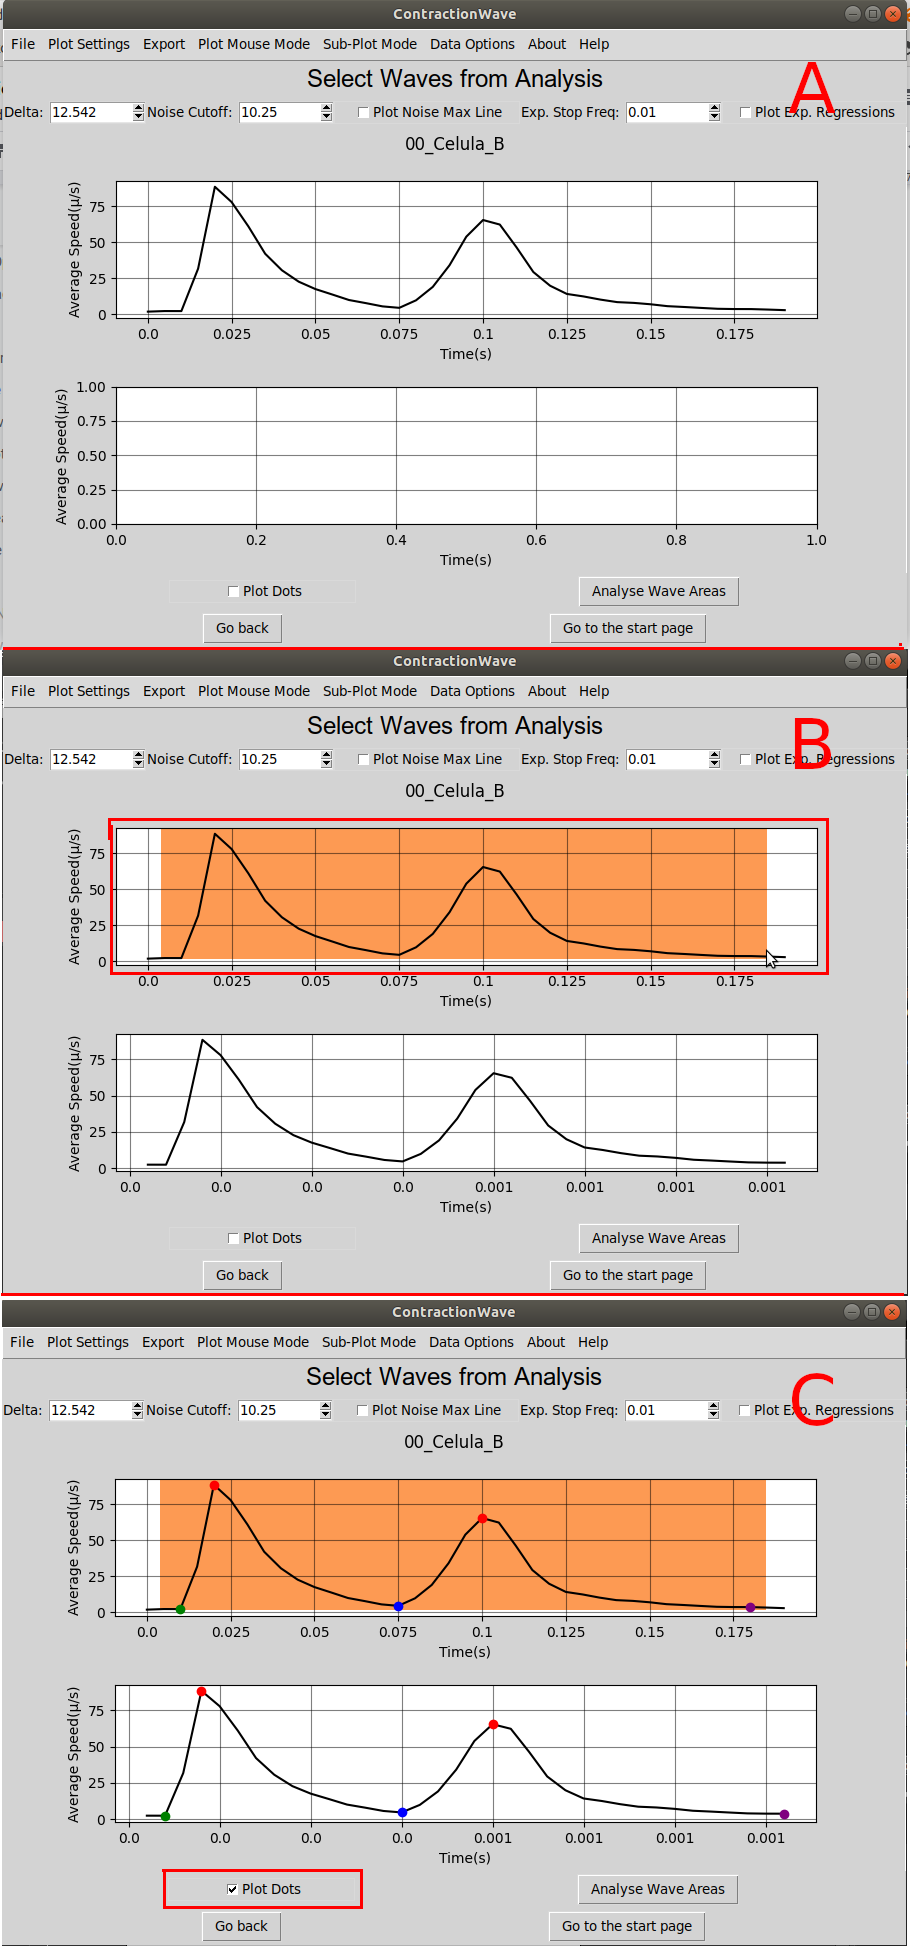 ContractionWave
File Plot Settings Export Plot Mouse Mode Sub-Plot Mode Data Options About Help
Select Waves from Analysis
A
Delta: 12.542 Noise Cutoff: 10.25 Plot Noise Max Line Exp. Stop Freq: 0.01 Plot Exp. Regressions
00_Celula_B
Average Speed(μ/s)
75
50
25
0
0.0 0.025 0.05 0.075 0.1 0.125 0.15 0.175
Time(s)
Average Speed(μ/s)
1.00
0.75
0.50
0.25
0.00
0.0 0.2 0.4 0.6 0.8 1.0
Time(s)
Plot Dots Analyse Wave Areas
Go back Go to the start page
ContractionWave
File Plot Settings Export Plot Mouse Mode Sub-Plot Mode Data Options About Help
Select Waves from Analysis
B
Delta: 12.542 Noise Cutoff: 10.25 Plot Noise Max Line Exp. Stop Freq: 0.01 Plot Exp. Regressions
00_Celula_B
Average Speed(μ/s)
75
50
25
0
0.0 0.025 0.05 0.075 0.1 0.125 0.15 0.175
Time(s)
Average Speed(μ/s)
75
50
25
0
0.0 0.0 0.0 0.0 0.001 0.001 0.001 0.001
Time(s)
Plot Dots Analyse Wave Areas
Go back Go to the start page
ContractionWave
File Plot Settings Export Plot Mouse Mode Sub-Plot Mode Data Options About Help
Select Waves from Analysis
C
Delta: 12.542 Noise Cutoff: 10.25 Plot Noise Max Line Exp. Stop Freq: 0.01 Plot Exp. Regressions
00_Celula_B
Average Speed(μ/s)
75
50
25
0
0.0 0.025 0.05 0.075 0.1 0.125 0.15 0.175
Time(s)
Average Speed(μ/s)
75
50
25
0
0.0 0.0 0.0 0.0 0.001 0.001 0.001 0.001
Time(s)
Plot Dots Analyse Wave Areas
Go back Go to the start page